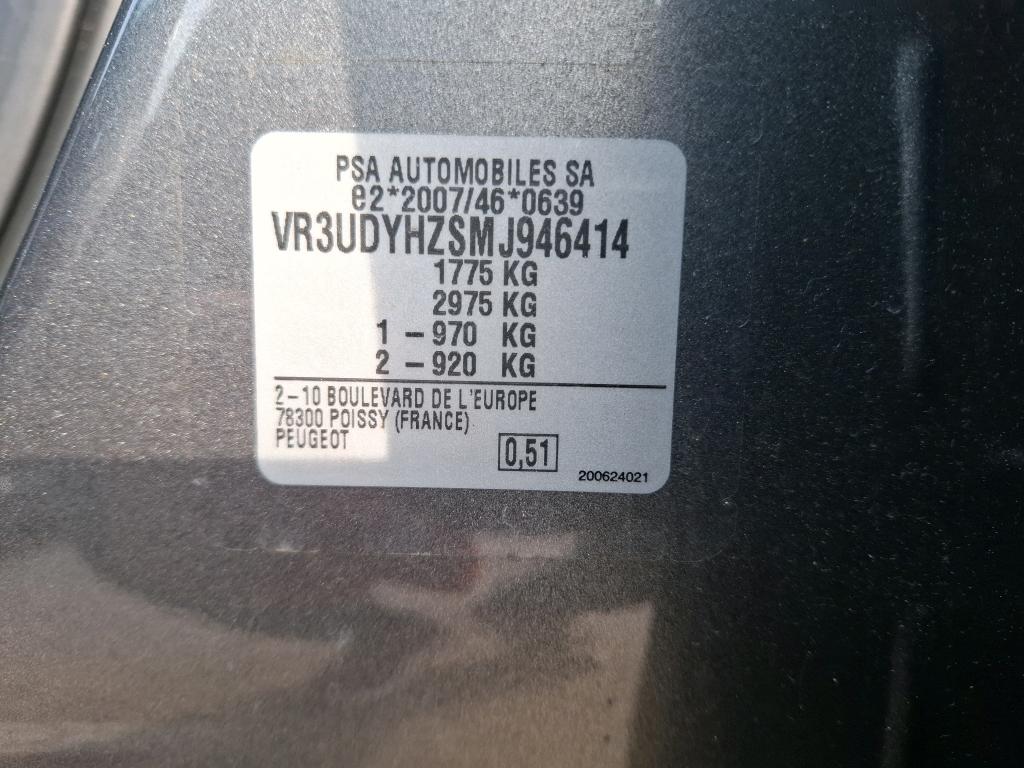 PSA AUTOMOBILES SA
e2*2007/46*0639
VR3UDYHZSMJ946414
1775 KG
2975 KG
1 – 970 KG
2 – 920 KG
2–10 BOULEVARD DE L'EUROPE
78300 POISSY (FRANCE)
PEUGEOT
0,51
200624021